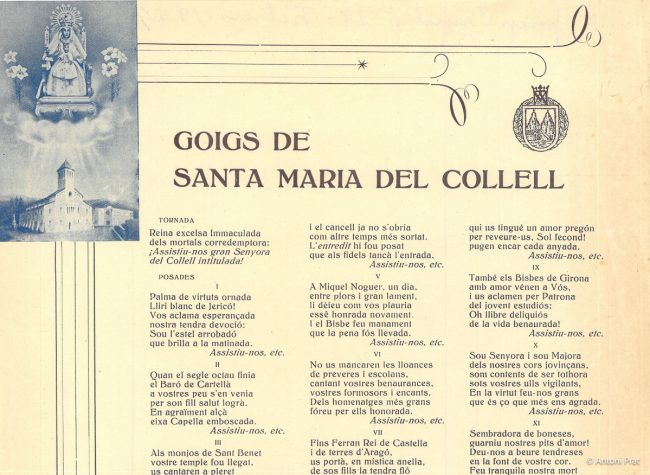 GOIGS DE
SANTA MARIA DEL COLLELL
TORNADA
Reina excelsa Immaculada
dels mortals corredemptora:
¡Assistiu-nos gran Senyora
del Collell intitulada!
POSADES
I
Palma de virtuts ornada
Lliri blanc de Jericó!
Vos aclama esperançada
nostra tendra devoció:
Sou l'estel arrobadó
que brilla a la matinada.
Assistiu-nos, etc.
II
Quan el segle octau finia
el Baró de Cartellà
a vostres peu s'en venia
per son fill salut logrà.
En agraïment alçà
eixa Capella emboscada.
Assistiu-nos, etc.
III
Als monjos de Sant Benet
vostre temple fou llegat,
us cantaren a pleret
i el cancell ja no s'obria
com altre temps més sortat.
L'entredit hi fou posat
que als fidels tancà l'entrada.
Assistiu-nos, etc.
V
A Miquel Noguer, un dia,
entre plors i gran lament,
li dèieu com vos plauria
essê honrada novament.
I el Bisbe feu manament
que la pena fós llevada.
Assistiu-nos, etc.
VI
No us mancaren les lloances
de preveres i escolans,
cantant vostres benaurances,
vostres formosors i encants.
Dels homenatges més grans
fóreu per ells honorada.
Assistiu-nos, etc.
VII
Fins Ferran Rei de Castella
i de terres d'Aragó,
us portà, en mística anella,
de sos fills la tendra fló
qui us tingué un amor pregón
per reveure-us, Sol fecond!
pugen encar cada anyada.
Assistiu-nos, etc.
IX
També els Bisbes de Girona
amb amor vénen a Vós,
i us aclamen per Patrona
del jovent estudiós:
Oh llibre deliquiós
de la vida benaurada!
Assistiu-nos, etc.
X
Sou Senyora i sou Majora
dels nostres cors jovinçans,
som contents de ser tothora
sots vostres ulls vigilants,
En la virtut feu-nos grans
que és ço que més ens agrada.
Assistiu-nos, etc.
XI
Sembradora de boneses,
guarniu nostres pits d'amor!
Deu-nos a beure tendreses
en la font de vostre cor.
Feu tranquila nostra mort
© Antoni Prat